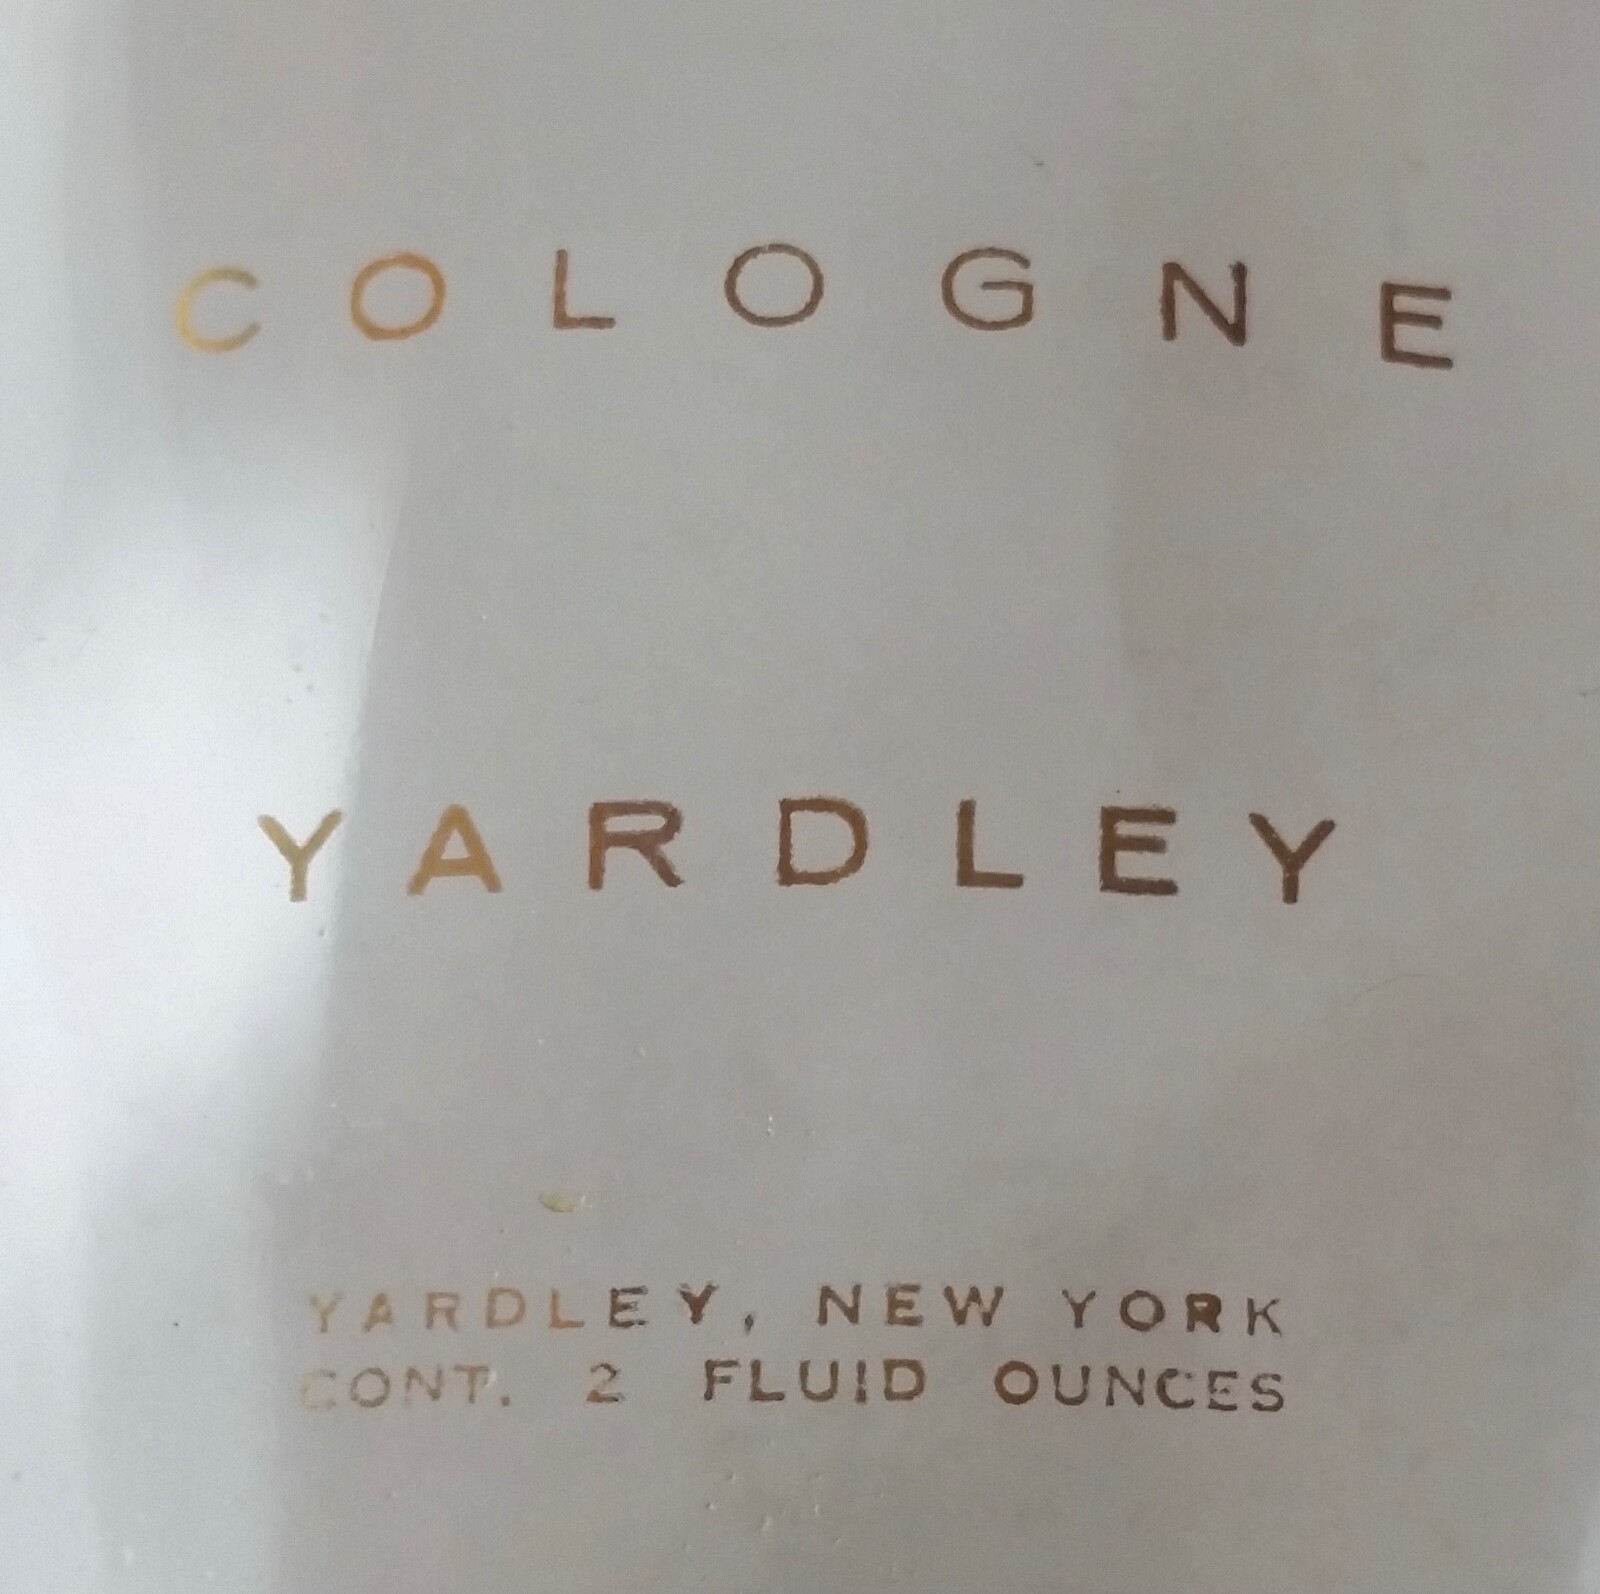 COLOGNE
YARDLEY
YARDLEY, NEW YORK
CONT. 2 FLUID OUNCES